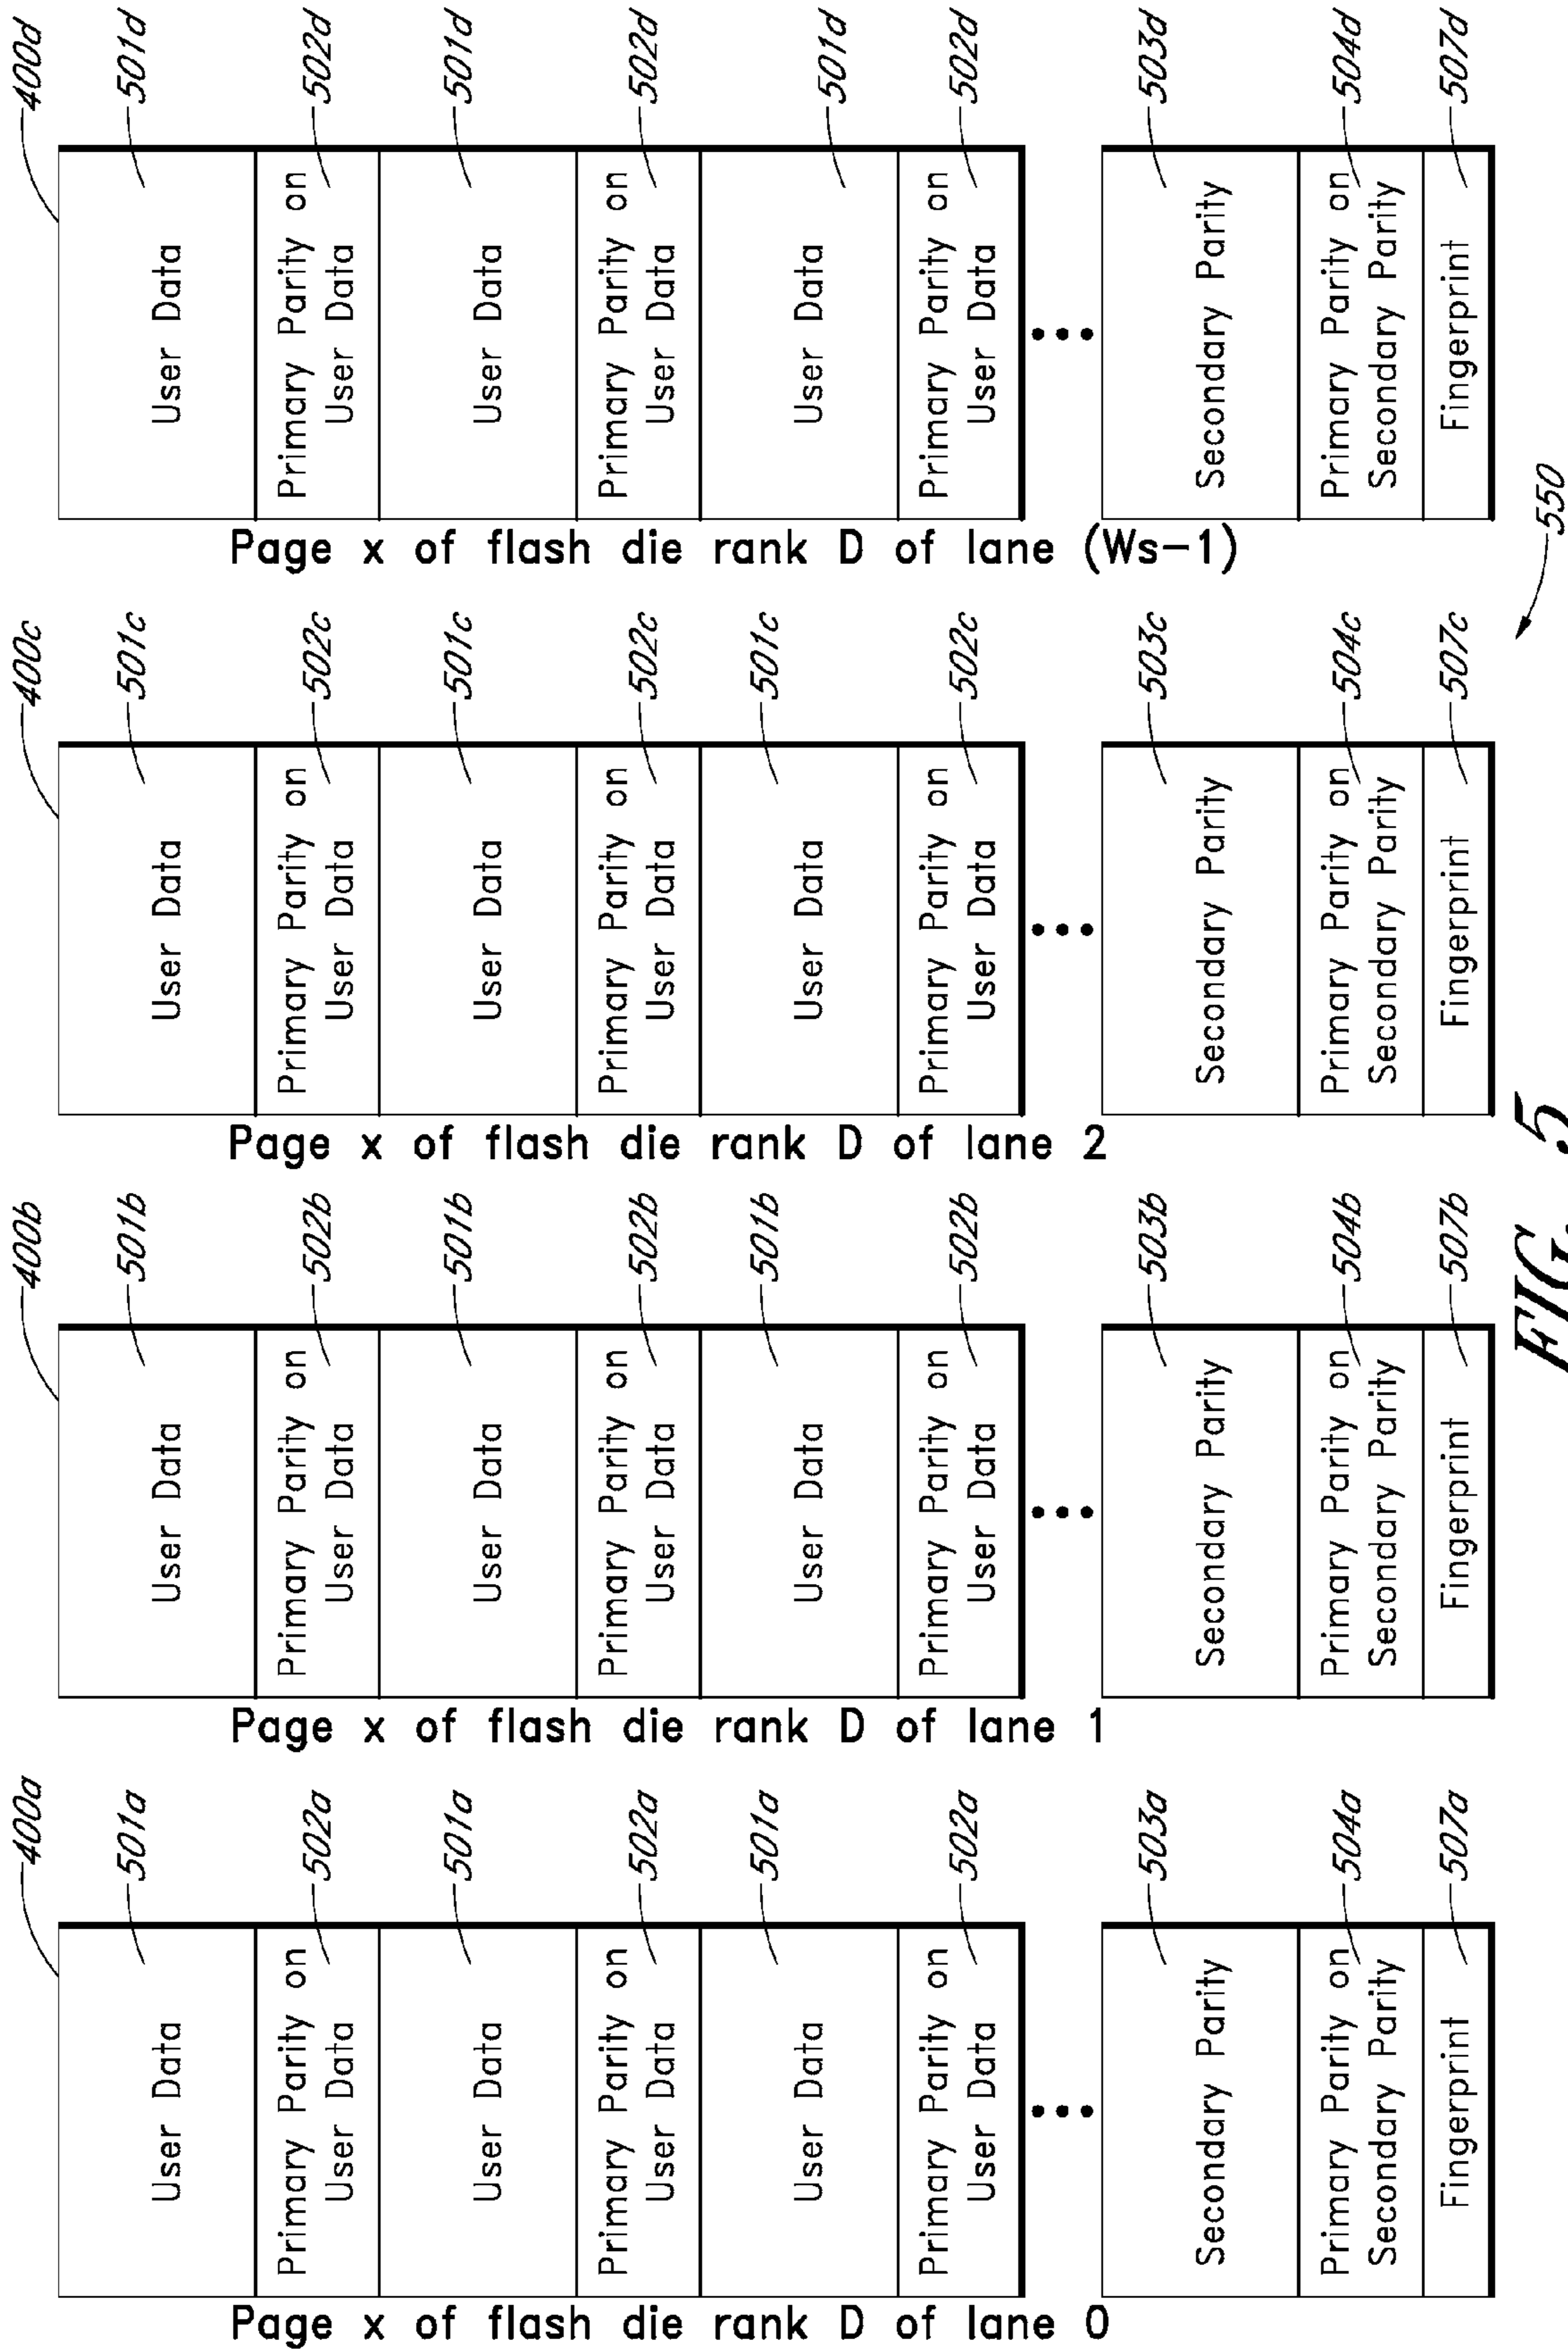 Page x of flash die rank D of lane 0
400a
User Data
501a
Primary Parity on
User Data
502a
User Data
501a
Primary Parity on
User Data
502a
User Data
501a
Primary Parity on
User Data
502a
Secondary Parity
503a
Primary Parity on
Secondary Parity
504a
Fingerprint
507a
Page x of flash die rank D of lane 1
400b
User Data
501b
Primary Parity on
User Data
502b
User Data
501b
Primary Parity on
User Data
502b
User Data
501b
Primary Parity on
User Data
502b
Secondary Parity
503b
Primary Parity on
Secondary Parity
504b
Fingerprint
507b
Page x of flash die rank D of lane 2
400c
User Data
501c
Primary Parity on
User Data
502c
User Data
501c
Primary Parity on
User Data
502c
User Data
501c
Primary Parity on
User Data
502c
Secondary Parity
503c
Primary Parity on
Secondary Parity
504c
Fingerprint
507c
Page x of flash die rank D of lane (Ws-1)
400d
User Data
501d
Primary Parity on
User Data
502d
User Data
501d
Primary Parity on
User Data
502d
User Data
501d
Primary Parity on
User Data
502d
Secondary Parity
503d
Primary Parity on
Secondary Parity
504d
Fingerprint
507d
550
FIG. 5